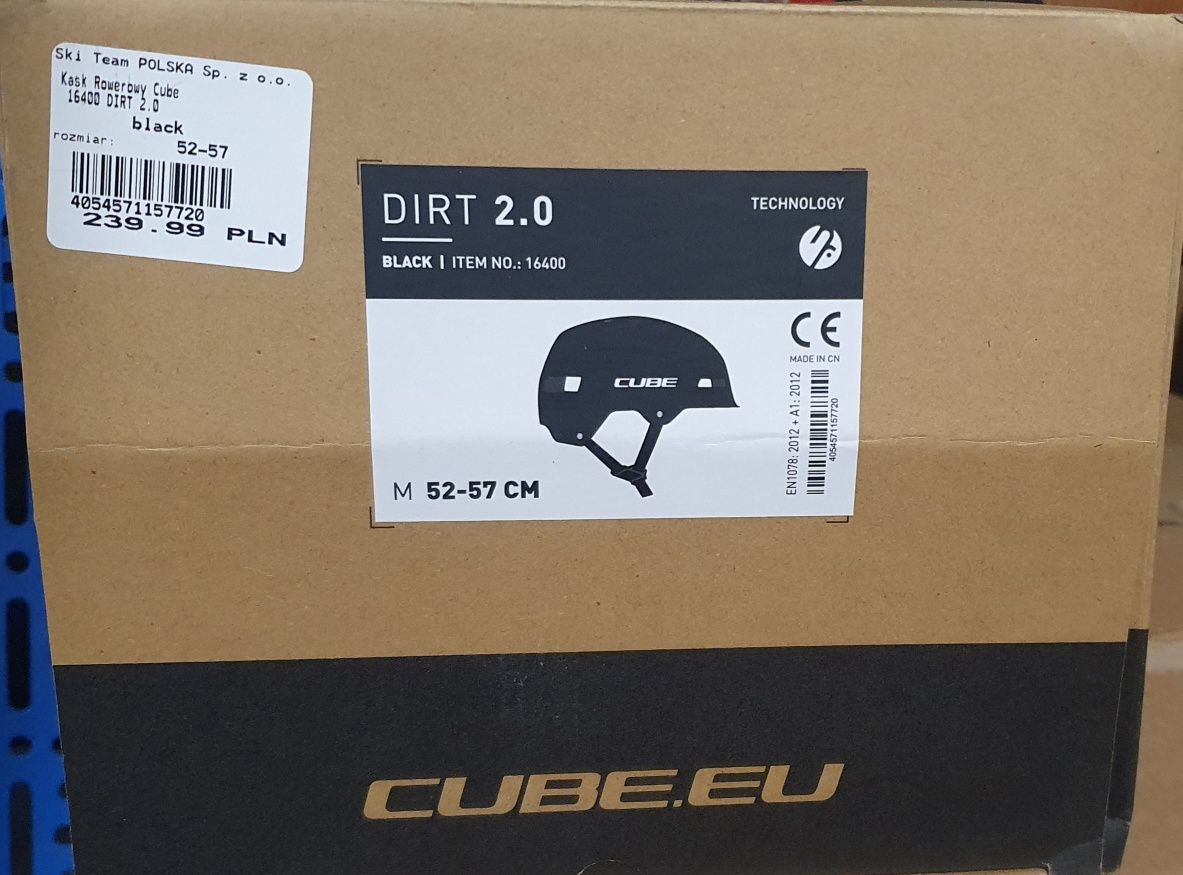 Ski Team POLSKA Sp. z o.o.
Kask Rowerowy Cube
16400 DIRT 2.0
black
rozmiar: 52-57
4054571157720
239.99 PLN
DIRT 2.0
BLACK | ITEM NO.: 16400
TECHNOLOGY
CE
MADE IN CN
EN1078: 2012 + A1: 2012
4054571157720
CUBE
M 52-57 CM
CUBE.EU